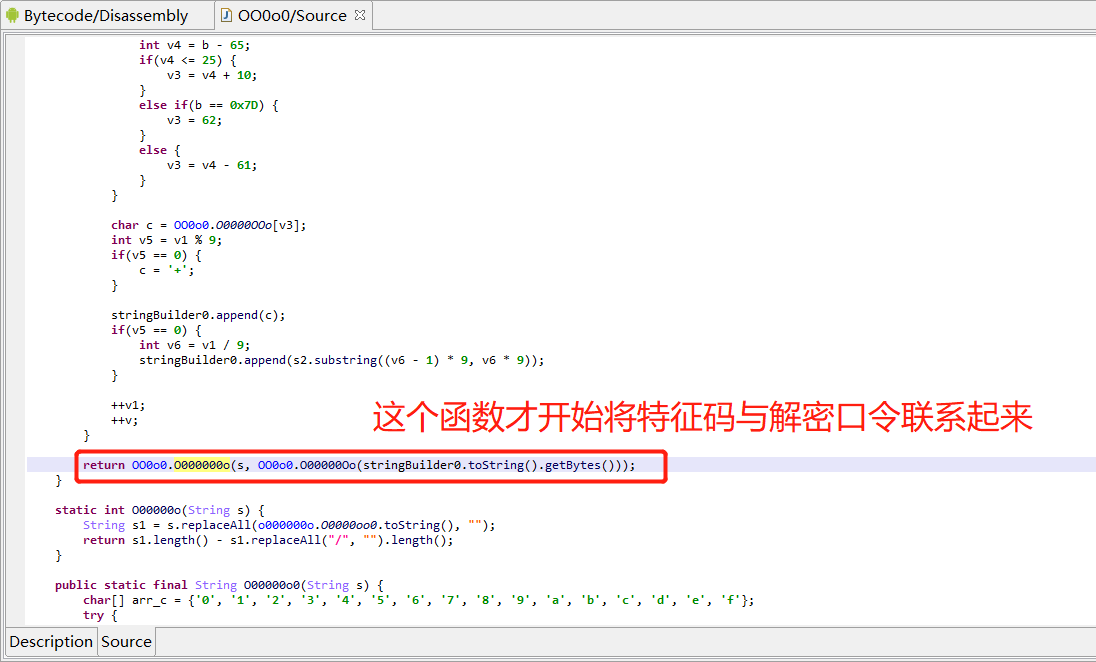 Bytecode/Disassembly
OO0o0/Source
int v4 = b - 65;
if(v4 <= 25) {
v3 = v4 + 10;
}
else if(b == 0x7D) {
v3 = 62;
}
else {
v3 = v4 - 61;
}
}
char c = OO0o0.O0000OOo[v3];
int v5 = v1 % 9;
if(v5 == 0) {
c = '+';
}
stringBuilder0.append(c);
if(v5 == 0) {
int v6 = v1 / 9;
stringBuilder0.append(s2.substring((v6 - 1) * 9, v6 * 9));
}
++v1;
++v;
}
这个函数才开始将特征码与解密口令联系起来
return OO0o0.O000000o(s, OO0o0.O00000Oo(stringBuilder0.toString().getBytes()));
}
static int O00000o(String s) {
String s1 = s.replaceAll(o000000o.O0000oo0.toString(), "");
return s1.length() - s1.replaceAll("/", "").length();
}
public static final String O00000o0(String s) {
char[] arr_c = {'0', '1', '2', '3', '4', '5', '6', '7', '8', '9', 'a', 'b', 'c', 'd', 'e', 'f'};
try {
Description
Source